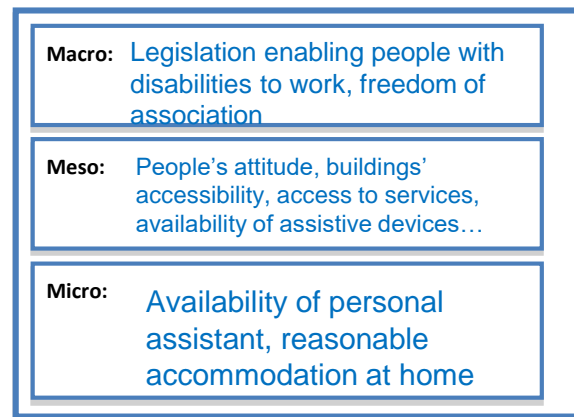 Macro: Legislation enabling people with
disabilities to work, freedom of
association
Meso: People’s attitude, buildings’
accessibility, access to services,
availability of assistive devices…
Micro: Availability of personal
assistant, reasonable
accommodation at home